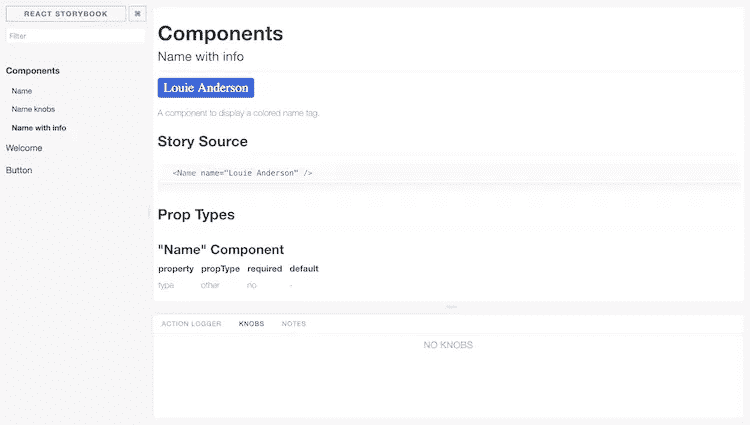 REACT STORYBOOK
⌘
Filter
Components
Name
Name knobs
Name with info
Welcome
Button
Components
Name with info
Louie Anderson
A component to display a colored name tag.
Story Source
<Name name="Louie Anderson" />
Prop Types
"Name" Component
property propType required default
type other no -
ACTION LOGGER KNOBS NOTES
NO KNOBS